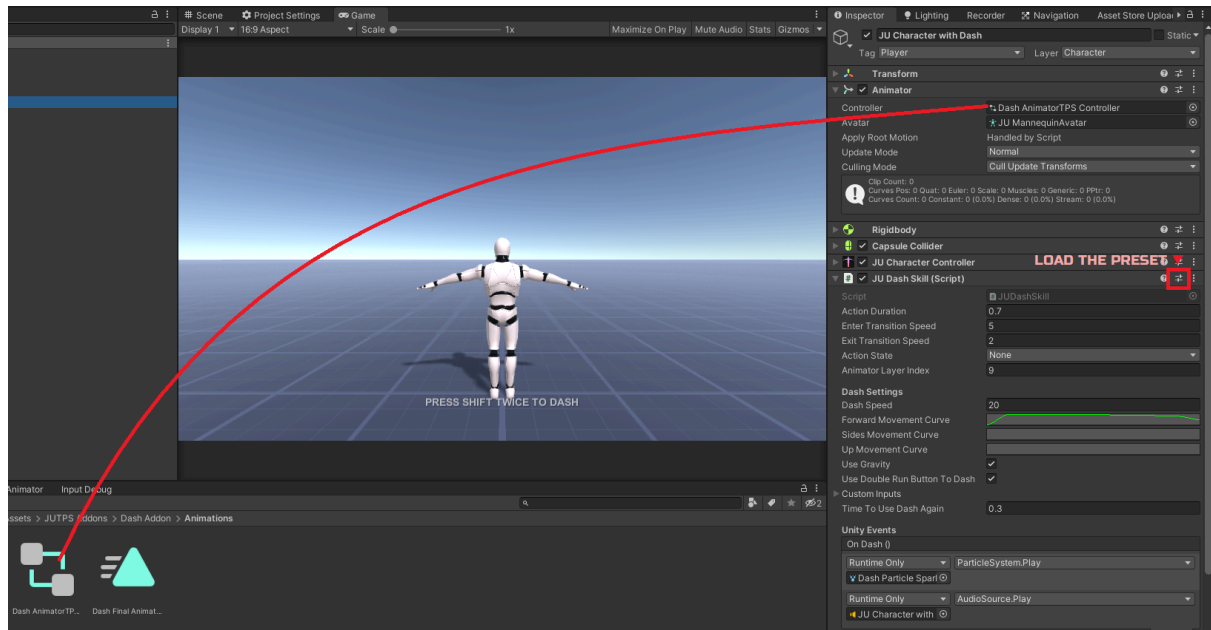 # Scene Project Settings Game
Display 1 16:9 Aspect Scale 1x Maximize On Play Mute Audio Stats Gizmos
PRESS SHIFT TWICE TO DASH
Animator Input Debug
2
Assets > JUTPS Addons > Dash Addon > Animations
Dash AnimatorTP... Dash Final Animat...
Inspector Lighting Recorder Navigation Asset Store Uploa
JU Character with Dash Static
Tag Player Layer Character
Transform
Animator
Controller Dash AnimatorTPS Controller
Avatar JU MannequinAvatar
Apply Root Motion Handled by Script
Update Mode Normal
Culling Mode Cull Update Transforms
Clip Count: 0
Curves Pos: 0 Quat: 0 Euler: 0 Scale: 0 Muscles: 0 Generic: 0 PPtr: 0
Curves Count: 0 Constant: 0 (0.0%) Dense: 0 (0.0%) Stream: 0 (0.0%)
Rigidbody
Capsule Collider
JU Character Controller
LOAD THE PRESET
JU Dash Skill (Script)
Script JUDashSkill
Action Duration 0.7
Enter Transition Speed 5
Exit Transition Speed 2
Action State None
Animator Layer Index 9
Dash Settings
Dash Speed 20
Forward Movement Curve
Sides Movement Curve
Up Movement Curve
Use Gravity
Use Double Run Button To Dash
Custom Inputs
Time To Use Dash Again 0.3
Unity Events
On Dash ()
Runtime Only ParticleSystem.Play
Dash Particle Sparl
Runtime Only AudioSource.Play
JU Character with